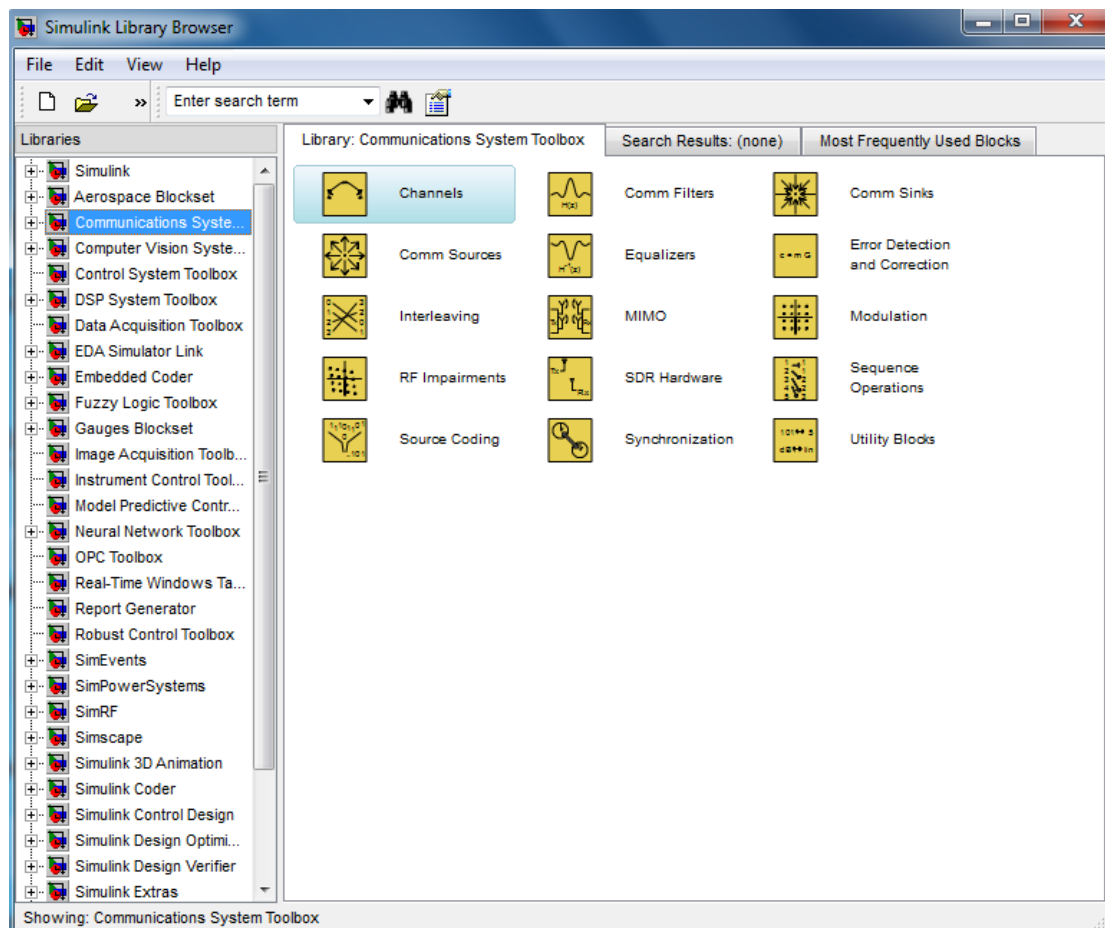 Simulink Library Browser
File Edit View Help
» Enter search term
Libraries
Library: Communications System Toolbox Search Results: (none) Most Frequently Used Blocks
Simulink
Aerospace Blockset
Communications Syste...
Computer Vision Syste...
Control System Toolbox
DSP System Toolbox
Data Acquisition Toolbox
EDA Simulator Link
Embedded Coder
Fuzzy Logic Toolbox
Gauges Blockset
Image Acquisition Toolb...
Instrument Control Tool...
Model Predictive Contr...
Neural Network Toolbox
OPC Toolbox
Real-Time Windows Ta...
Report Generator
Robust Control Toolbox
SimEvents
SimPowerSystems
SimRF
Simscape
Simulink 3D Animation
Simulink Coder
Simulink Control Design
Simulink Design Optimi...
Simulink Design Verifier
Simulink Extras
Channels
H(z) Comm Filters
Comm Sinks
Comm Sources
H⁻¹(z) Equalizers
c=mG Error Detection
and Correction
Interleaving
MIMO
Modulation
RF Impairments
Tx Rx SDR Hardware
Sequence
Operations
Source Coding
Synchronization
Utility Blocks
Showing: Communications System Toolbox